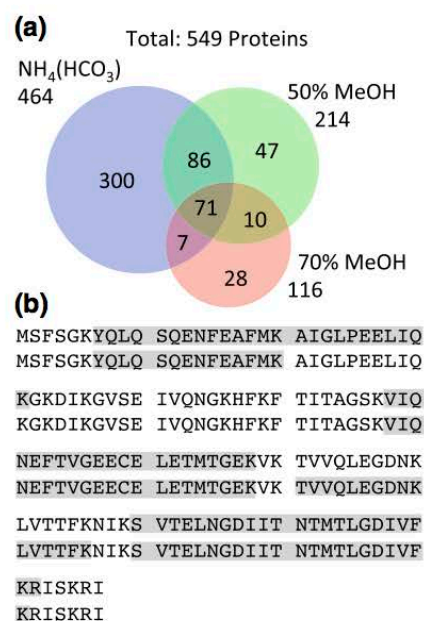 (a)
Total: 549 Proteins
NH₄(HCO₃)
464
50% MeOH
214
86
47
300
71
10
7
28
70% MeOH
116
(b)
MSFSGKYQLQ SQENFEAFMK AIGLPEELIQ
MSFSGKYQLQ SQENFEAFMK AIGLPEELIQ
KGKDIKGVSE IVQNGKHFKF TITAGSKVIQ
KGKDIKGVSE IVQNGKHFKF TITAGSKVIQ
NEFTVGEECE LETMTGEKVK TVVQLEGDNK
NEFTVGEECE LETMTGEKVK TVVQLEGDNK
LVTTFKNIKS VTELNGDIIT NTMTLGDIVF
LVTTFKNIKS VTELNGDIIT NTMTLGDIVF
KRISKRI
KRISKRI